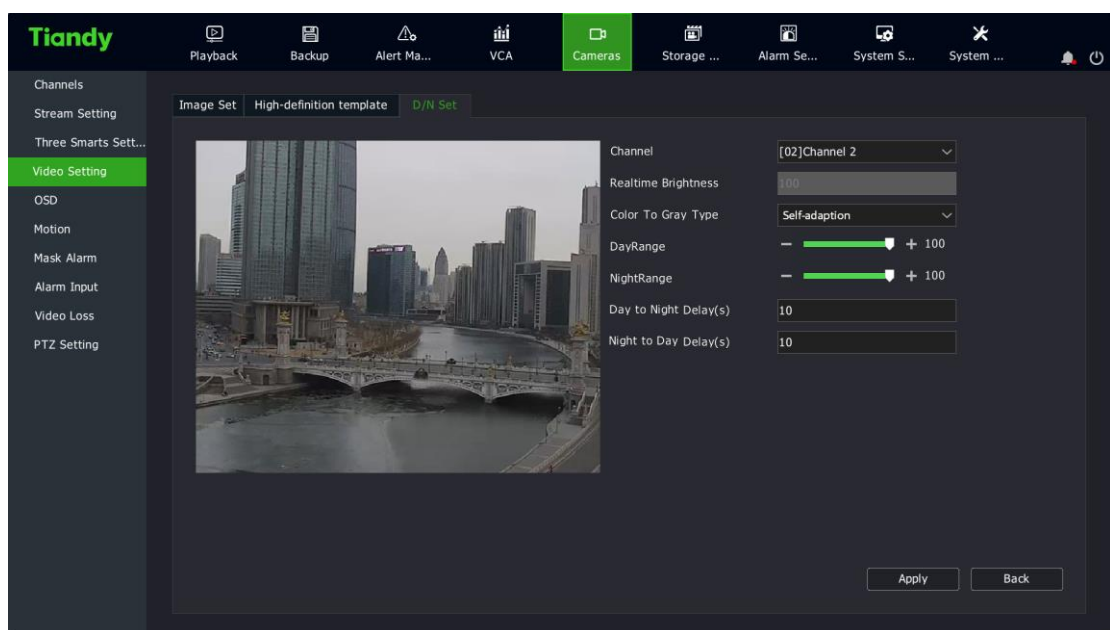 Tiandy
Playback Backup Alert Ma... VCA Cameras Storage ... Alarm Se... System S... System ...
Channels
Stream Setting
Three Smarts Sett...
Video Setting
OSD
Motion
Mask Alarm
Alarm Input
Video Loss
PTZ Setting
Image Set High-definition template D/N Set
Channel [02]Channel 2
Realtime Brightness 100
Color To Gray Type Self-adaption
DayRange 100
NightRange 100
Day to Night Delay(s) 10
Night to Day Delay(s) 10
Apply Back